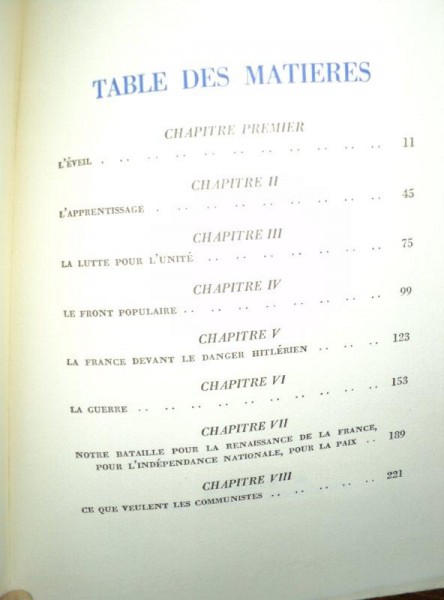 TABLE DES MATIERES
CHAPITRE PREMIER
L'ÉVEIL . .. .. .. .. .. .. .. .. .. .. 11
CHAPITRE II
L'APPRENTISSAGE . .. .. .. .. .. .. .. .. 45
CHAPITRE III
LA LUTTE POUR L'UNITÉ .. .. .. .. .. .. .. 75
CHAPITRE IV
LE FRONT POPULAIRE .. .. .. .. .. .. .. .. 99
CHAPITRE V
LA FRANCE DEVANT LE DANGER HITLÉRIEN .. .. .. 123
CHAPITRE VI
LA GUERRE .. .. .. .. .. .. .. .. .. .. 153
CHAPITRE VII
NOTRE BATAILLE POUR LA RENAISSANCE DE LA FRANCE,
POUR L'INDÉPENDANCE NATIONALE, POUR LA PAIX .. 189
CHAPITRE VIII
CE QUE VEULENT LES COMMUNISTES .. .. .. .. .. 221